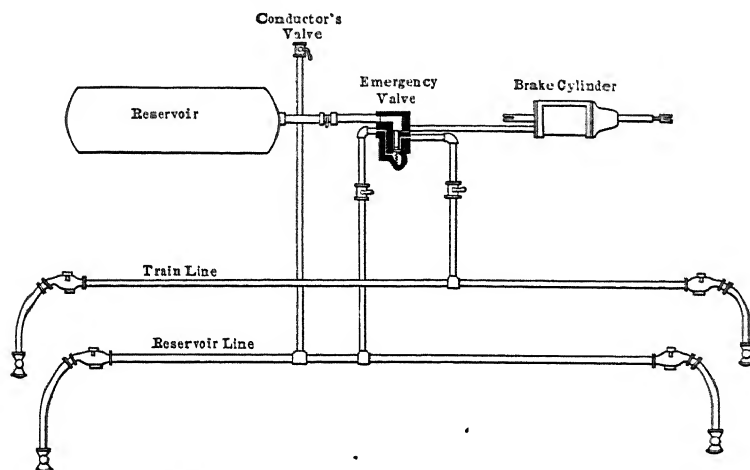 Conductor's
Valve
Emergency
Valve
Brake Cylinder
Reservoir
Train Line
Reservoir Line